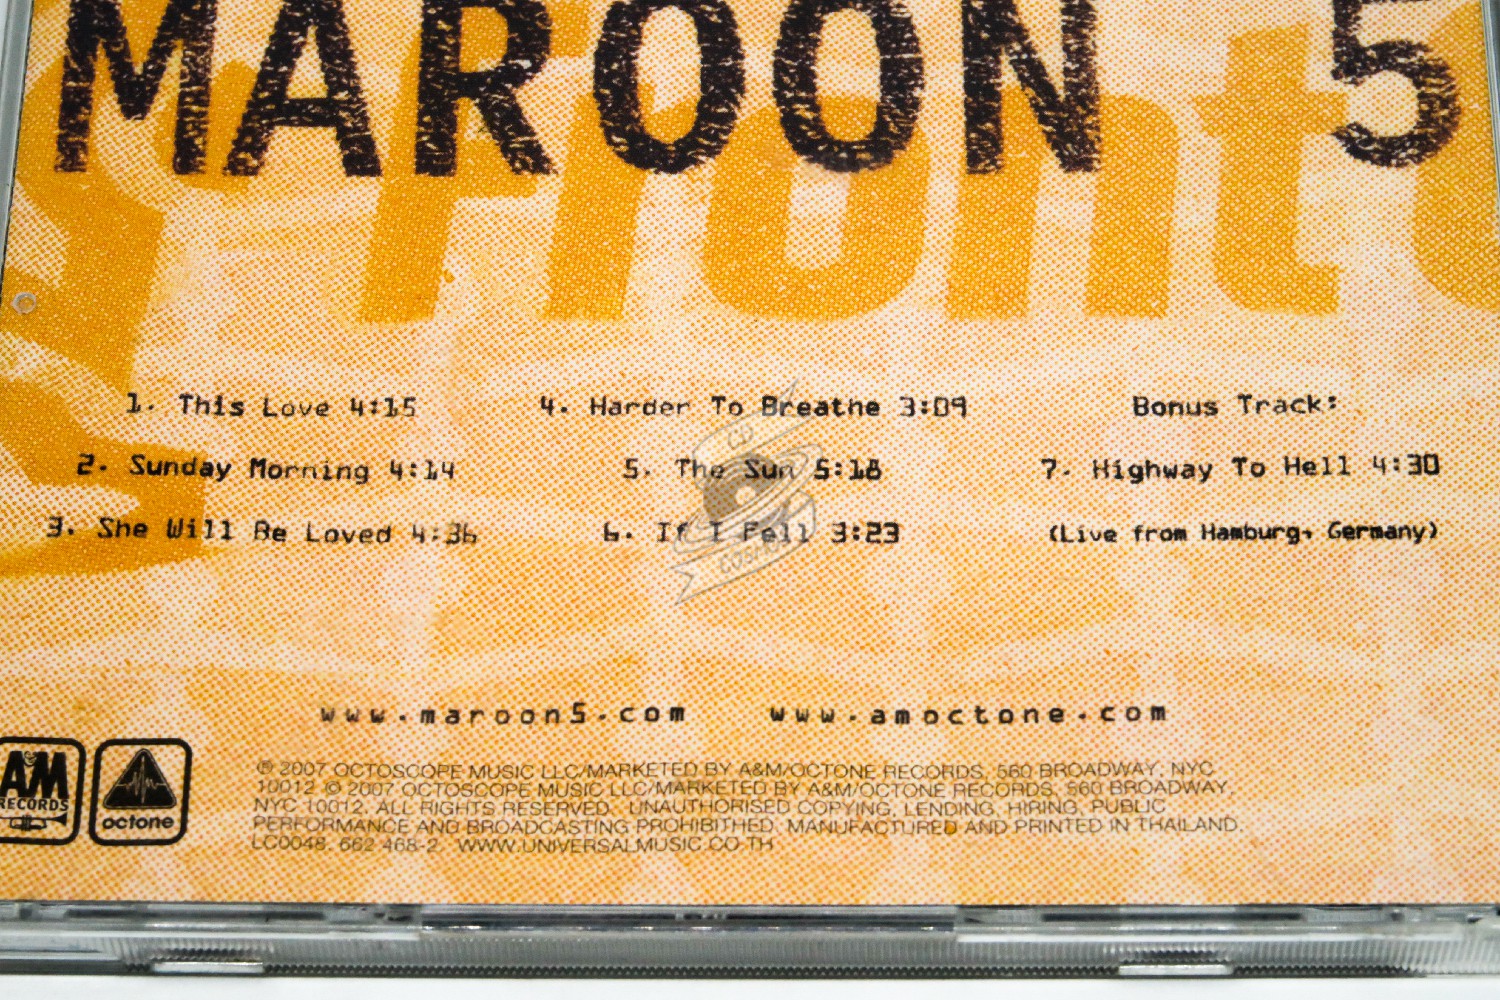 MAROON 5
1. This Love 4:15
2. Sunday Morning 4:14
3. She Will Be Loved 4:36
4. Harder To Breathe 3:09
5. The Sun 5:18
6. If I Fell 3:23
Bonus Track:
7. Highway To Hell 4:30
(Live from Hamburg, Germany)
CD
COSMOS
www.maroon5.com www.amoctone.com
A&M
RECORDS
octone
℗ 2007 OCTOSCOPE MUSIC LLC/MARKETED BY A&M/OCTONE RECORDS, 560 BROADWAY, NYC
10012 © 2007 OCTOSCOPE MUSIC LLC/MARKETED BY A&M/OCTONE RECORDS, 560 BROADWAY,
NYC 10012. ALL RIGHTS RESERVED. UNAUTHORISED COPYING, LENDING, HIRING, PUBLIC
PERFORMANCE AND BROADCASTING PROHIBITHED. MANUFACTURED AND PRINTED IN THAILAND.
LC0048. 662 468-2. WWW.UNIVERSALMUSIC.CO.TH